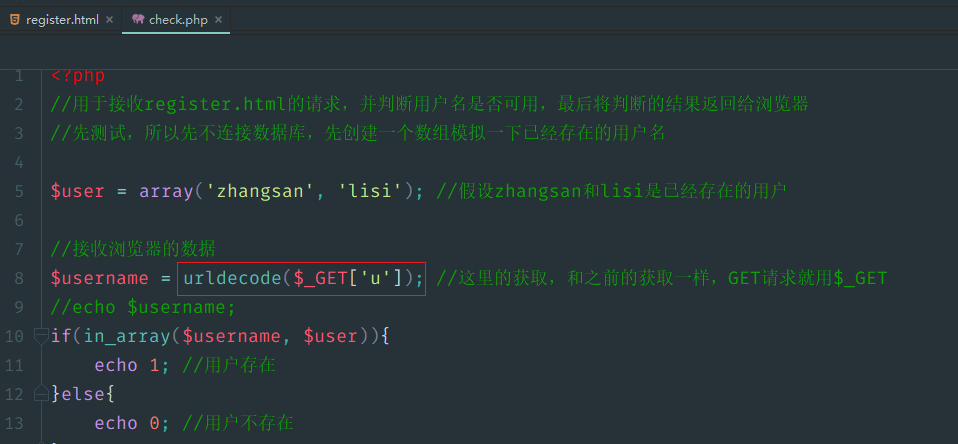 register.html × check.php ×
1 <?php
2 //用于接收register.html的请求，并判断用户名是否可用，最后将判断的结果返回给浏览器
3 //先测试，所以先不连接数据库，先创建一个数组模拟一下已经存在的用户名
4
5 $user = array('zhangsan', 'lisi'); //假设zhangsan和lisi是已经存在的用户
6
7 //接收浏览器的数据
8 $username = urldecode($_GET['u']); //这里的获取，和之前的获取一样，GET请求就用$_GET
9 //echo $username;
10 if(in_array($username, $user)){
11 echo 1; //用户存在
12 }else{
13 echo 0; //用户不存在